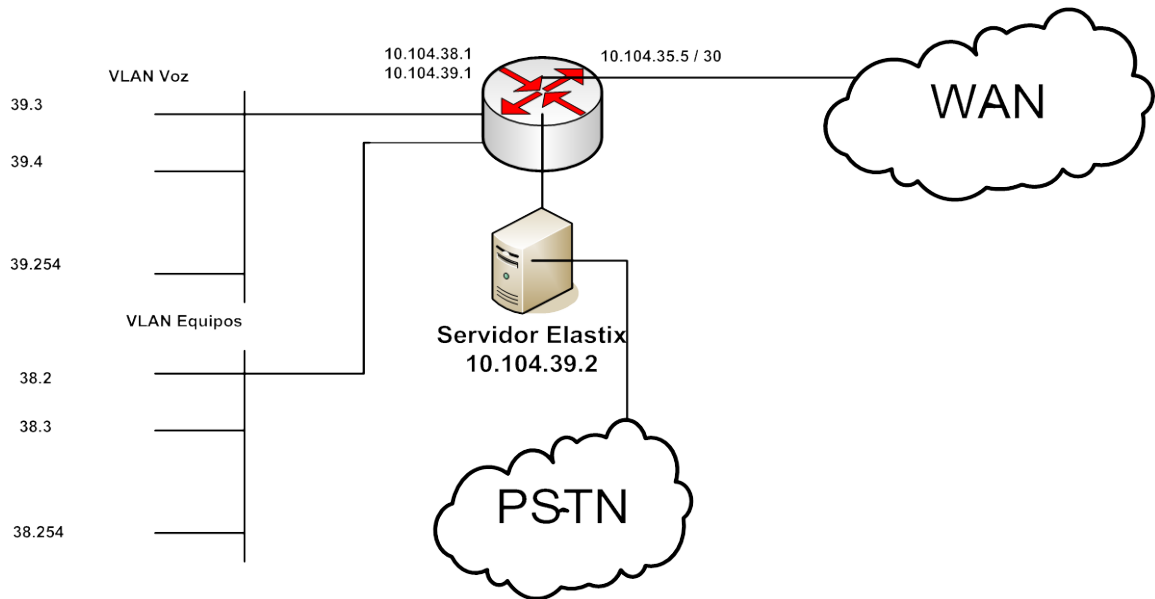 10.104.38.1
10.104.39.1
10.104.35.5 / 30
VLAN Voz
WAN
39.3
39.4
39.254
VLAN Equipos
Servidor Elastix
10.104.39.2
38.2
38.3
PSTN
38.254